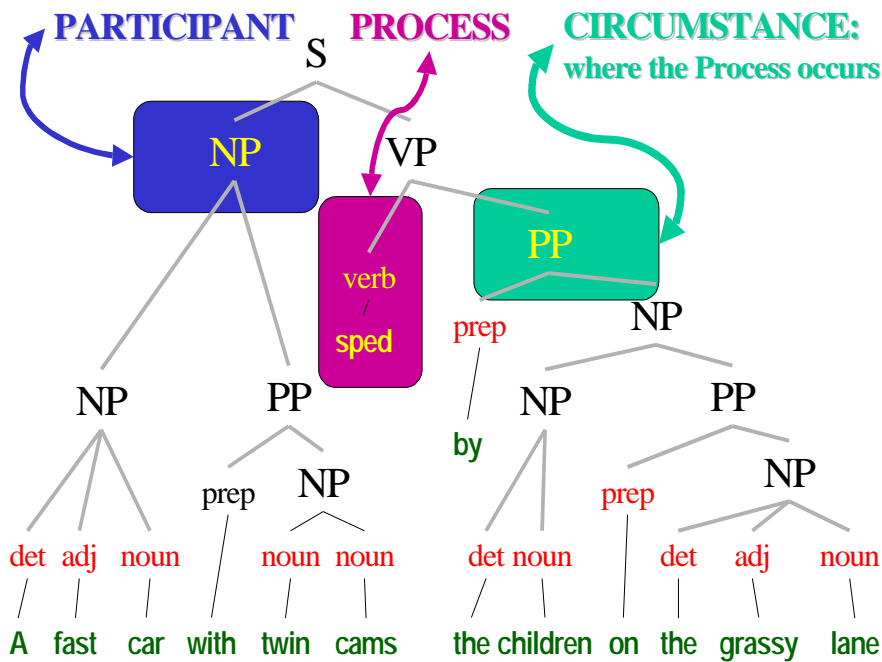 PARTICIPANT PROCESS CIRCUMSTANCE:
S where the Process occurs
NP VP
PP
verb
prep NP
sped
NP PP NP PP
by
prep NP prep NP
det adj noun noun noun det noun det adj noun
A fast car with twin cams the children on the grassy lane